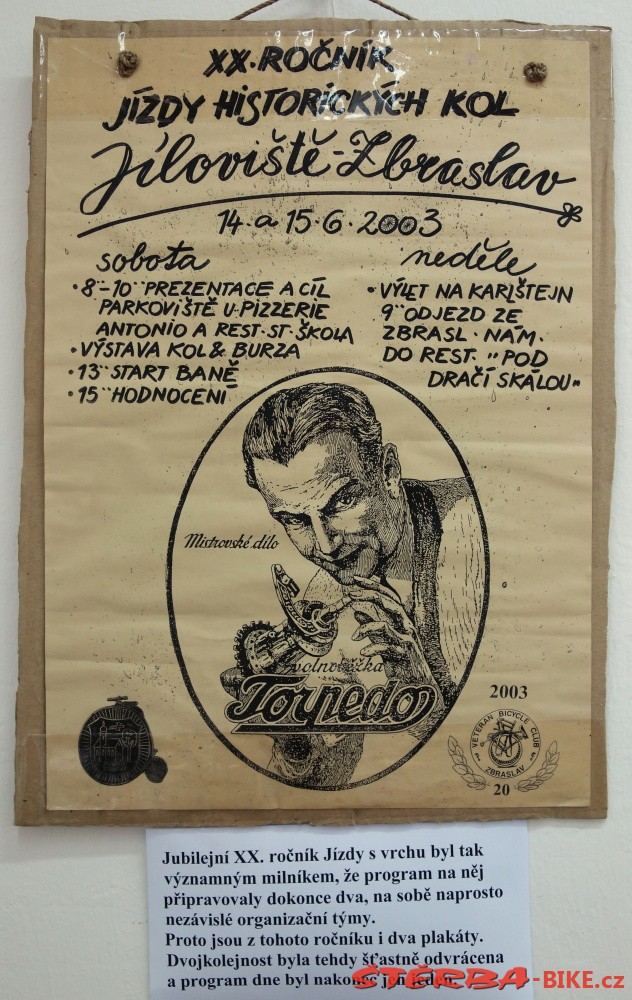 XX. ROČNÍK
JÍZDY HISTORICKÝCH KOL
Jíloviště-Zbraslav
14. a 15. 6. 2003
sobota
• 8°°-10°° PREZENTACE A CÍL
PARKOVIŠTĚ U PIZZERIE
ANTONIO A REST. ST. ŠKOLA
• VÝSTAVA KOL & BURZA
• 13°° START BANĚ
• 15°° HODNOCENÍ
neděle
• VÝLET NA KARLŠTEJN
9°° ODJEZD ZE
ZBRASL. NÁM.
DO REST. „POD
DRAČÍ SKÁLOU"
Mistrovské dílo
volnoběžka
Torpedo
2003
VETERAN BICYCLE CLUB
ZBRASLAV
20
Jubilejní XX. ročník Jízdy s vrchu byl tak
významným milníkem, že program na něj
připravovaly dokonce dva, na sobě naprosto
nezávislé organizační týmy.
Proto jsou z tohoto ročníku i dva plakáty.
Dvojkolejnost byla tehdy šťastně odvrácena
a program dne byl nakonec jen jeden.
ŠTĚRBA-BIKE.cz